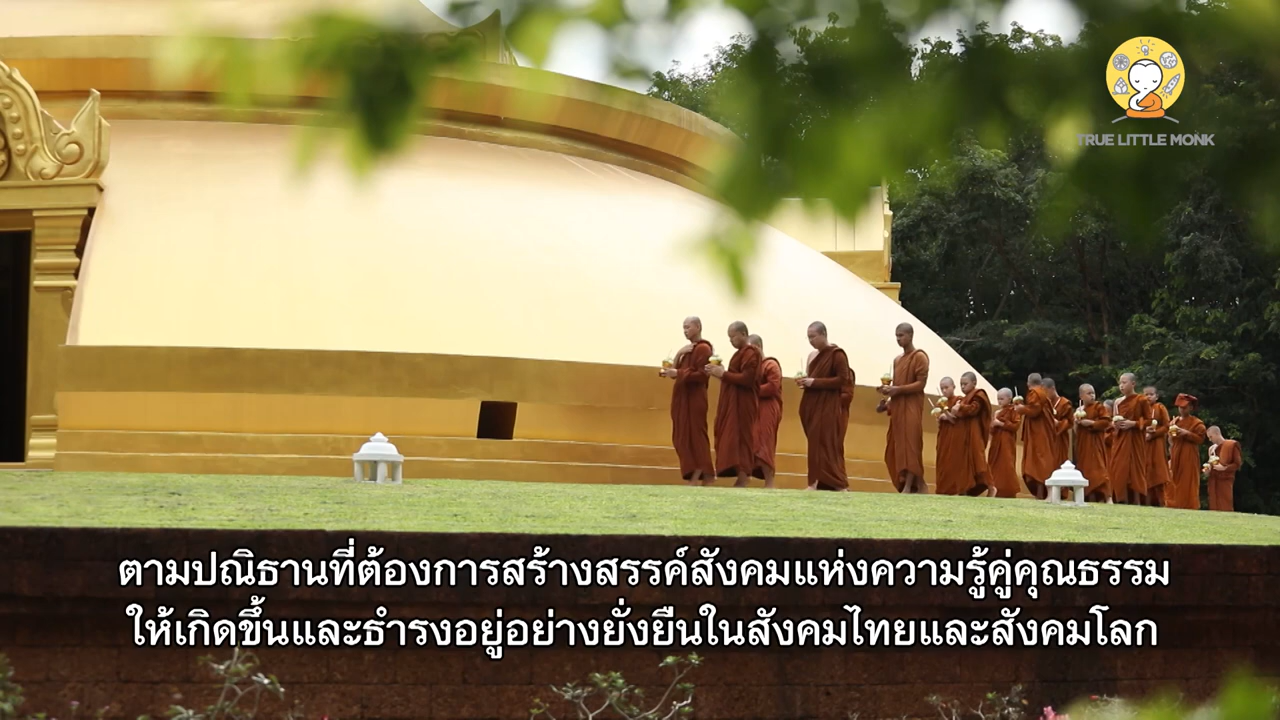 TRUE LITTLE MONK
ตามปณิธานที่ต้องการสร้างสรรค์สังคมแห่งความรู้คู่คุณธรรม
ให้เกิดขึ้นและธำรงอยู่อย่างยั่งยืนในสังคมไทยและสังคมโลก